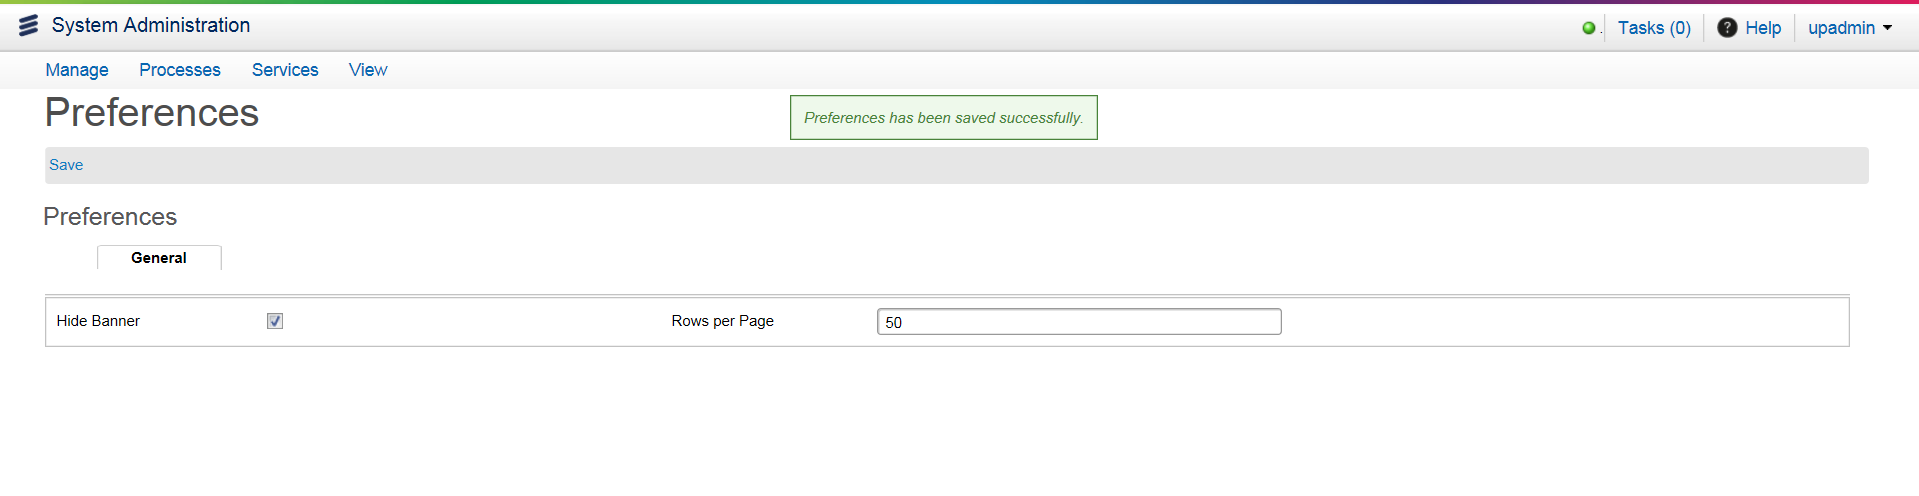 System Administration
. Tasks (0) ? Help upadmin
Manage Processes Services View
Preferences
Preferences has been saved successfully.
Save
Preferences
General
Hide Banner Rows per Page 50